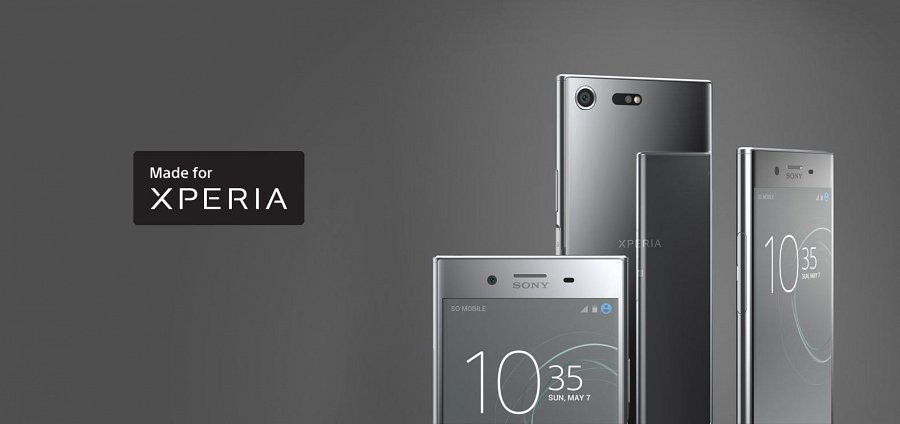 Made for
XPERIA
XPERIA
SONY
SO MOBILE
10 35
SUN, MAY 7
SONY
SO MOBILE
10 35
SUN, MAY 7